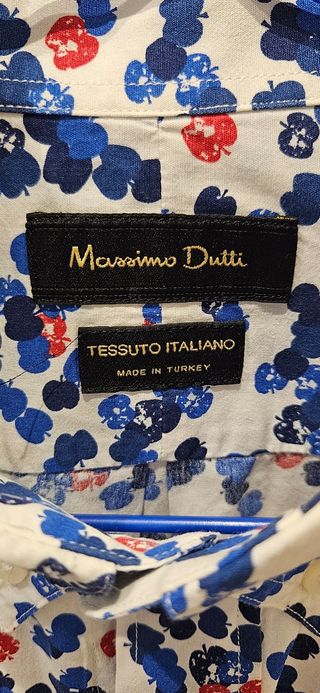 Massimo Dutti
TESSUTO ITALIANO
MADE IN TURKEY